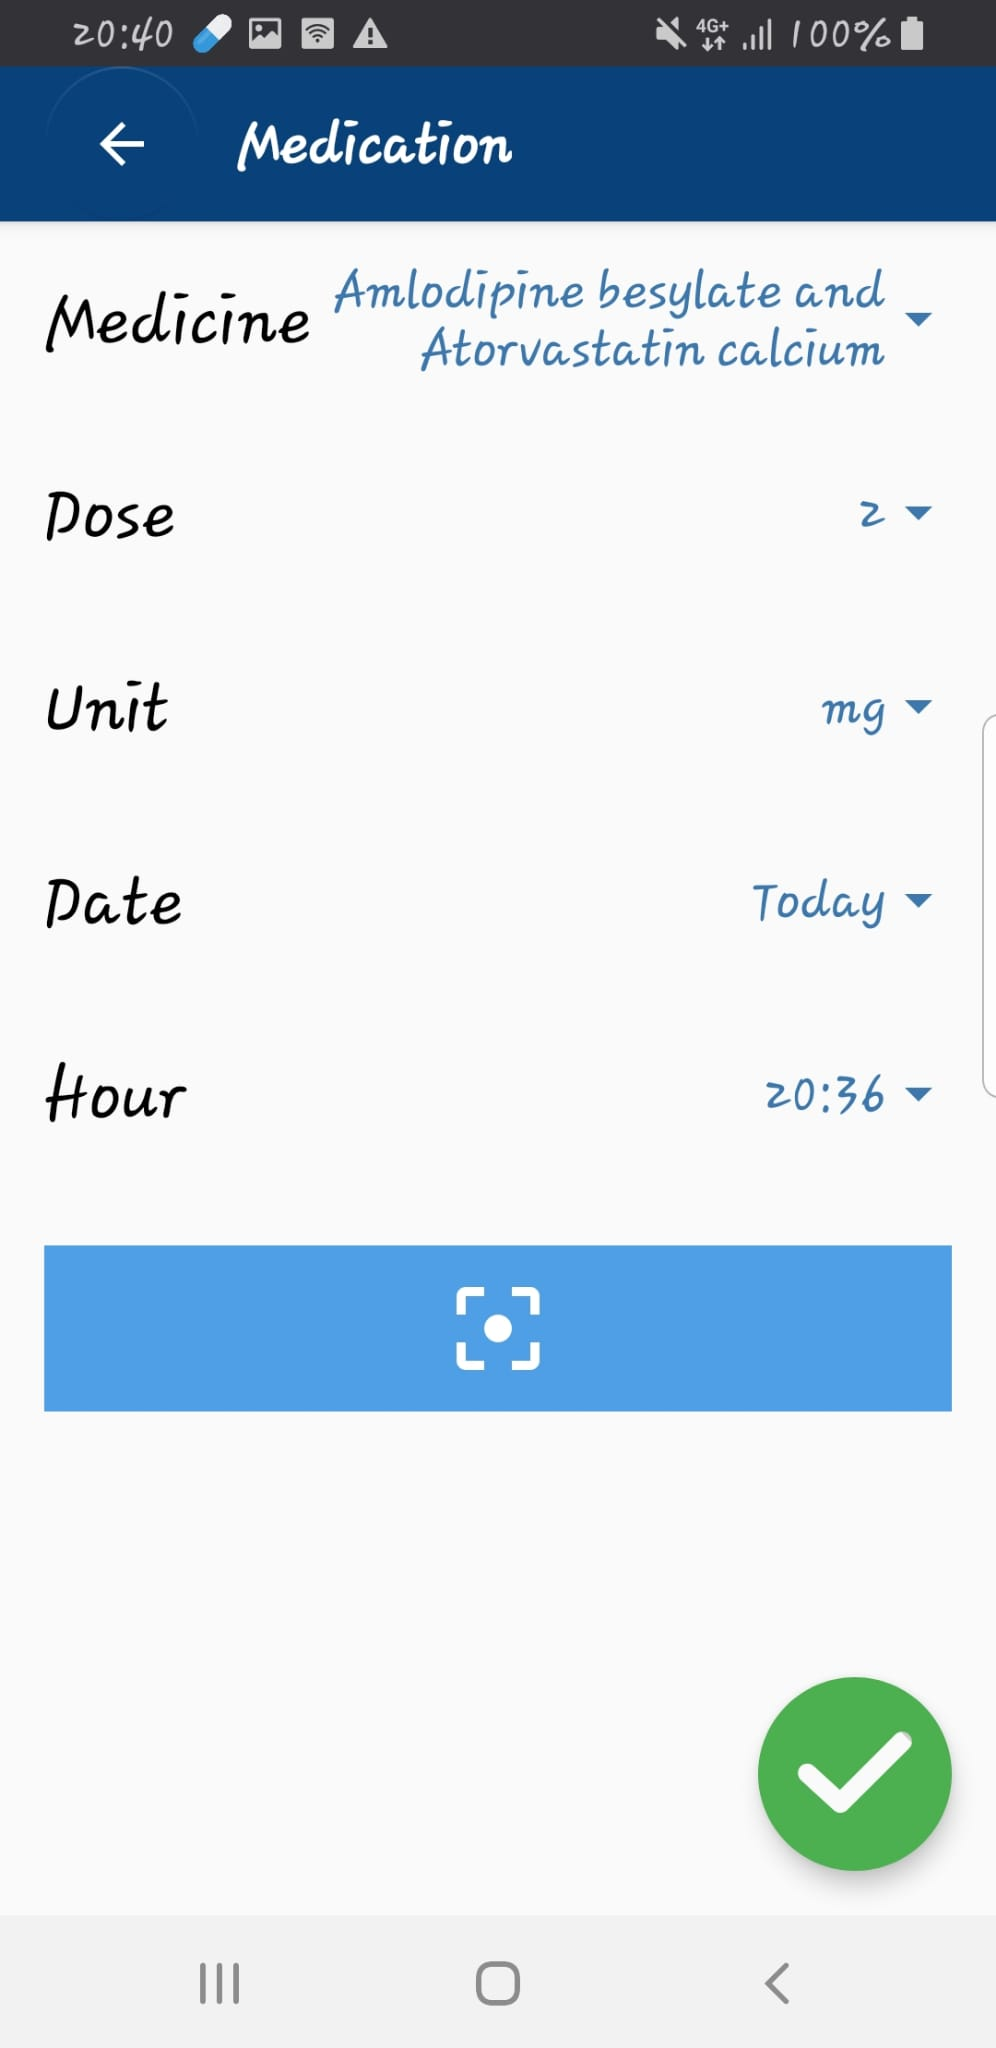 20:40 4G+ 100%
Medication
Medicine Amlodipine besylate and
Atorvastatin calcium
Dose 2
Unit mg
Date Today
Hour 20:36